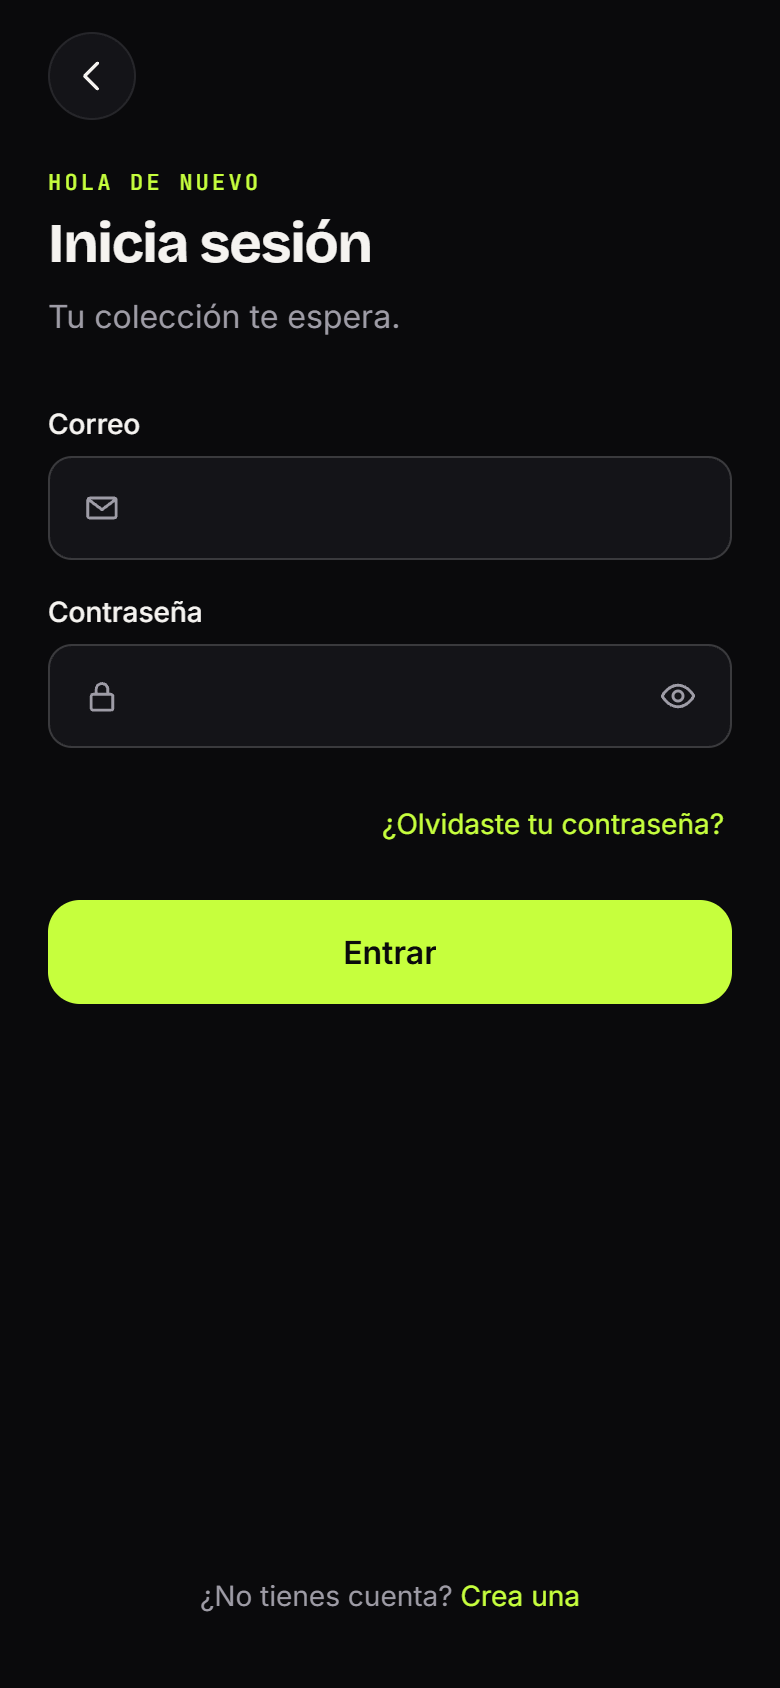 HOLA DE NUEVO
Inicia sesión
Tu colección te espera.
Correo
Contraseña
¿Olvidaste tu contraseña?
Entrar
¿No tienes cuenta? Crea una